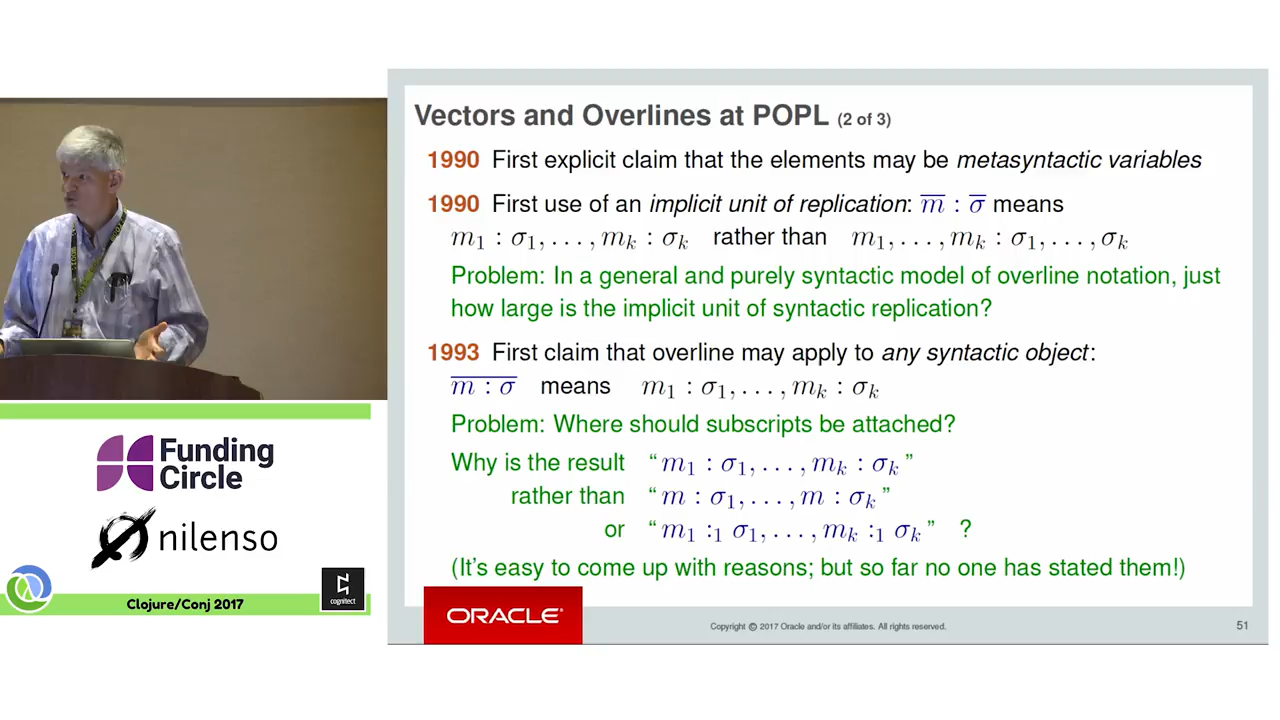 Vectors and Overlines at POPL (2 of 3)
1990 First explicit claim that the elements may be metasyntactic variables
1990 First use of an implicit unit of replication: m̅ : σ̅ means
m₁ : σ₁, . . . , mₖ : σₖ rather than m₁, . . . , mₖ : σ₁, . . . , σₖ
Problem: In a general and purely syntactic model of overline notation, just
how large is the implicit unit of syntactic replication?
1993 First claim that overline may apply to any syntactic object:
m̅ ̅:̅ ̅σ̅ means m₁ : σ₁, . . . , mₖ : σₖ
Problem: Where should subscripts be attached?
Why is the result “ m₁ : σ₁, . . . , mₖ : σₖ ”
rather than “ m : σ₁, . . . , m : σₖ ”
or “ m₁ :₁ σ₁, . . . , mₖ :₁ σₖ ” ?
(It's easy to come up with reasons; but so far no one has stated them!)
ORACLE®
Copyright © 2017 Oracle and/or its affiliates. All rights reserved.
51
Funding
Circle
nilenso
Clojure/Conj 2017
cognitect